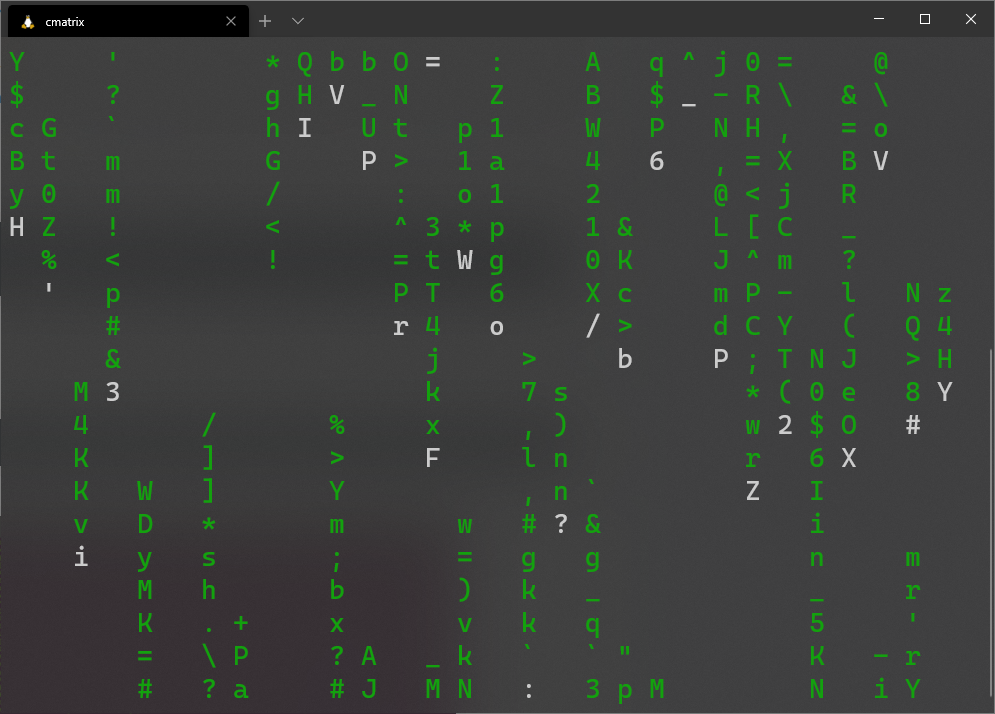 cmatrix
Y ' * Q b b O = : A q ^ j 0 = @
$ ? g H V _ N Z B $ _ - R \ & \
c G ` h I U t p 1 W P N H , = o
B t m G P > 1 a 4 6 , = X B V
y 0 m / : o 1 2 @ < j R
H Z ! < ^ 3 * p 1 & L [ C _
% < ! = t W g 0 K J ^ m ?
' p P T 6 X c m P - l N z
# r 4 o / > d C Y ( Q 4
& j > b P ; T N J > H
M 3 k 7 s * ( 0 e 8 Y
4 / % x , ) w 2 $ O #
K ] > F l n r 6 X
K W ] Y , n ` Z I
v D * m w # ? & i
i y s ; = g g n m
M h b ) k _ _ r
K . + x v k q 5 '
= \ P ? A _ k ` ` " K - r
# ? a # J M N : 3 p M N i Y